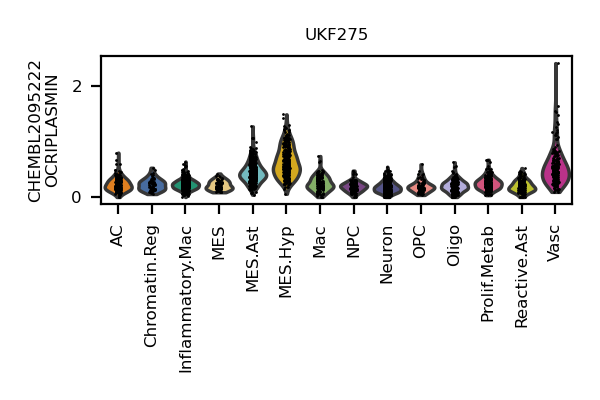 UKF275
CHEMBL2095222
OCRIPLASMIN
2
0
AC
Chromatin.Reg
Inflammatory.Mac
MES
MES.Ast
MES.Hyp
Mac
NPC
Neuron
OPC
Oligo
Prolif.Metab
Reactive.Ast
Vasc